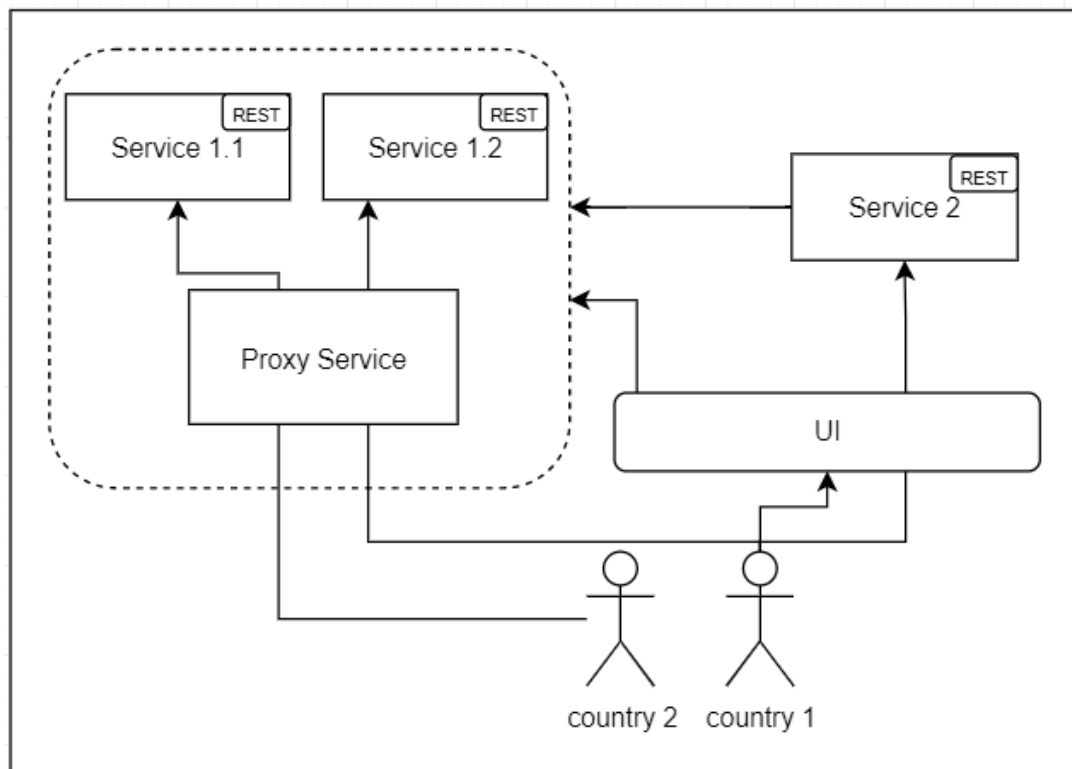 REST
Service 1.1
REST
Service 1.2
REST
Service 2
Proxy Service
UI
country 2
country 1